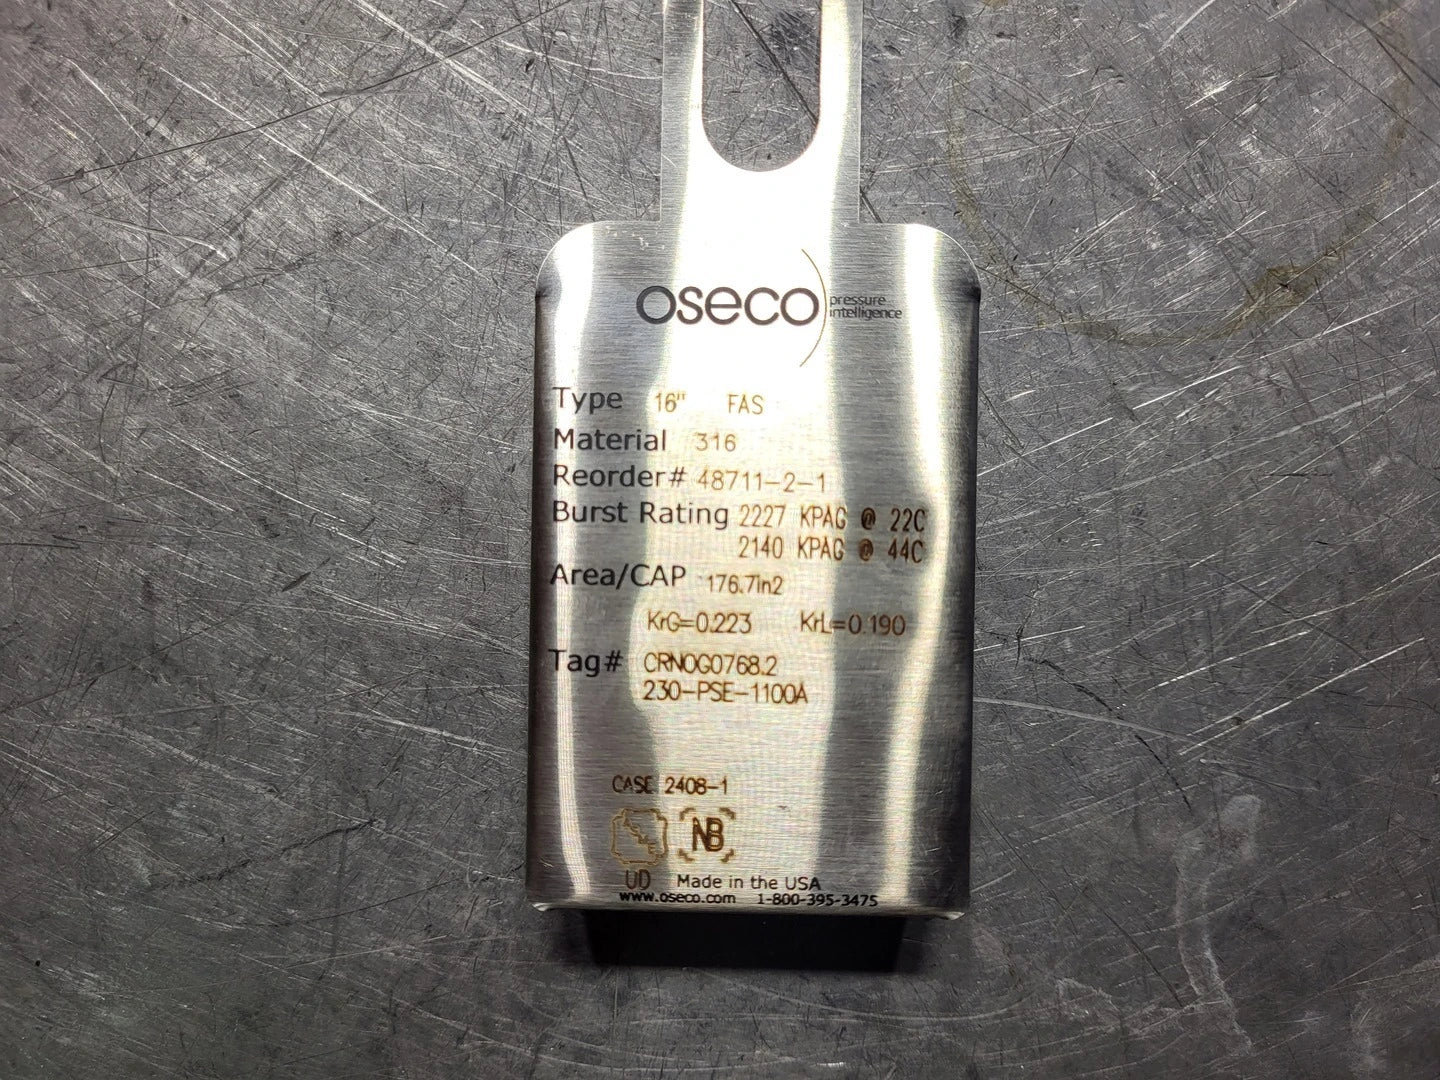 oseco pressure intelligence
Type 16" FAS
Material 316
Reorder# 48711-2-1
Burst Rating 2227 KPAG @ 22C
2140 KPAG @ 44C
Area/CAP 176.7in2
KrG=0.223 KrL=0.190
Tag# CRN0G0768.2
230-PSE-1100A
CASE 2408-1
NB
UD Made in the USA
www.oseco.com 1-800-395-3475